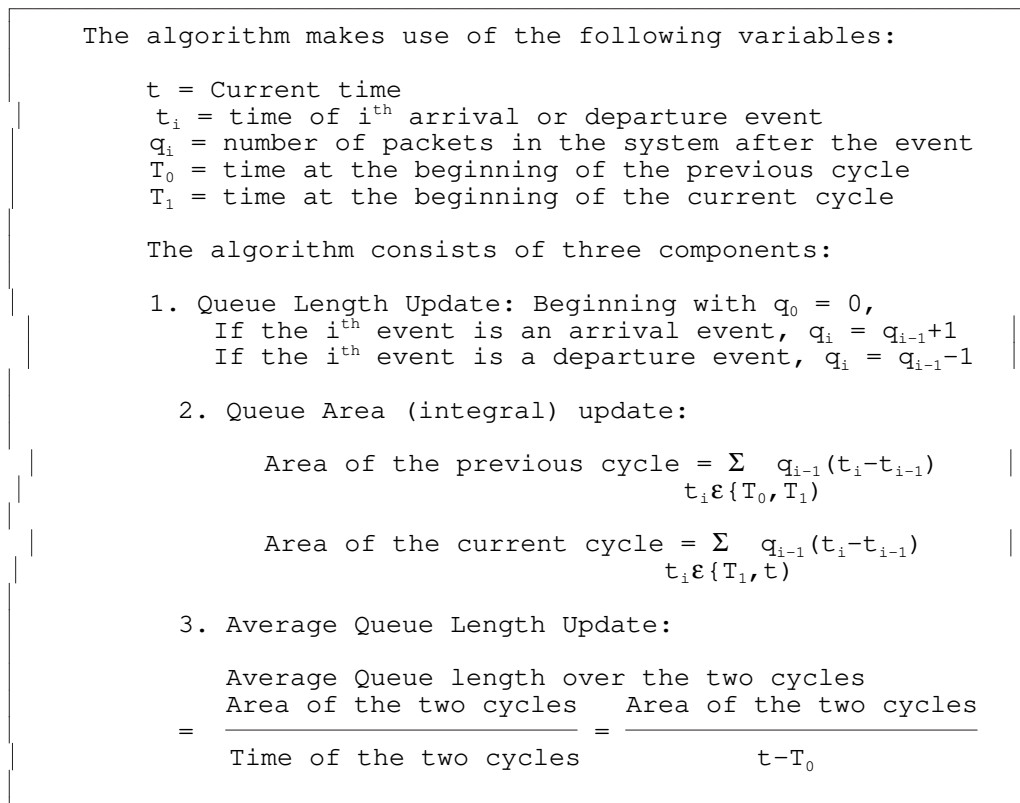 The algorithm makes use of the following variables:
t = Current time
tᵢ = time of iᵗʰ arrival or departure event
qᵢ = number of packets in the system after the event
T₀ = time at the beginning of the previous cycle
T₁ = time at the beginning of the current cycle
The algorithm consists of three components:
1. Queue Length Update: Beginning with q₀ = 0,
If the iᵗʰ event is an arrival event, qᵢ = qᵢ₋₁+1
If the iᵗʰ event is a departure event, qᵢ = qᵢ₋₁−1
2. Queue Area (integral) update:
Area of the previous cycle = Σ qᵢ₋₁(tᵢ−tᵢ₋₁)
tᵢε{T₀,T₁)
Area of the current cycle = Σ qᵢ₋₁(tᵢ−tᵢ₋₁)
tᵢε{T₁,t)
3. Average Queue Length Update:
Average Queue length over the two cycles
Area of the two cycles Area of the two cycles
= =
Time of the two cycles t−T₀